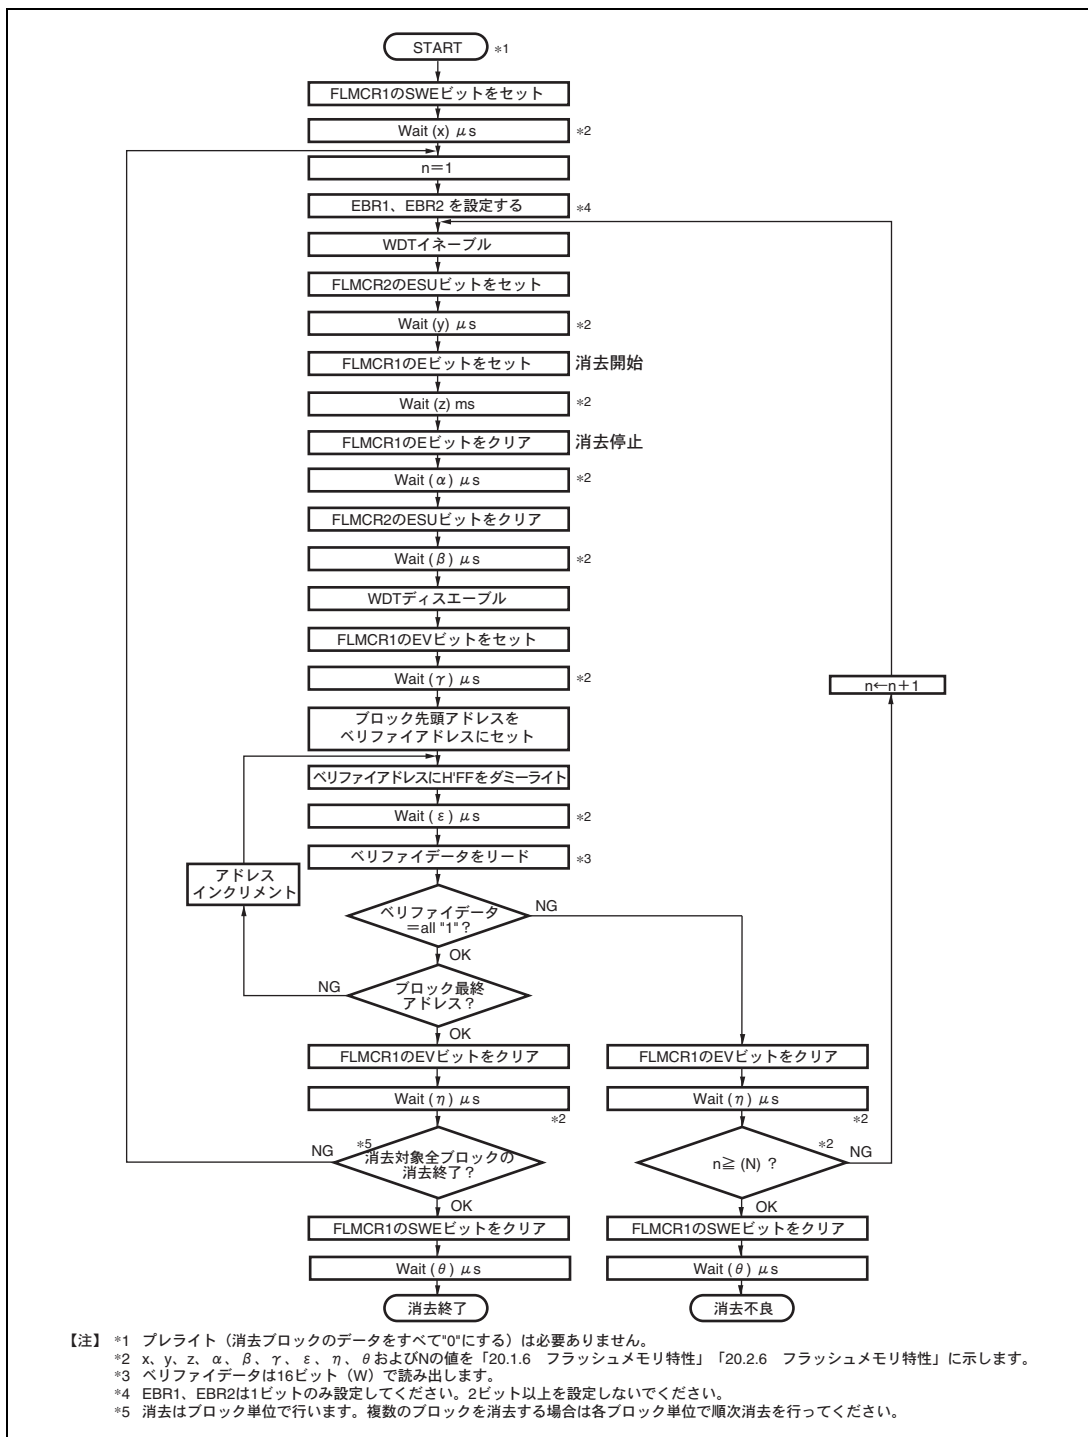 START *1
FLMCR1のSWEビットをセット
Wait (x) μs *2
n=1
EBR1、EBR2 を設定する *4
WDTイネーブル
FLMCR2のESUビットをセット
Wait (y) μs *2
FLMCR1のEビットをセット 消去開始
Wait (z) ms *2
FLMCR1のEビットをクリア 消去停止
Wait (α) μs *2
FLMCR2のESUビットをクリア
Wait (β) μs *2
WDTディスエーブル
FLMCR1のEVビットをセット
Wait (γ) μs *2
n←n+1
ブロック先頭アドレスを
ベリファイアドレスにセット
ベリファイアドレスにH'FFをダミーライト
Wait (ε) μs *2
ベリファイデータをリード *3
アドレス
インクリメント
ベリファイデータ
=all "1"?
NG
OK
ブロック最終
アドレス?
NG
OK
FLMCR1のEVビットをクリア
Wait (η) μs
*2
*5
消去対象全ブロックの
消去終了?
NG
OK
FLMCR1のSWEビットをクリア
Wait (θ) μs
消去終了
FLMCR1のEVビットをクリア
Wait (η) μs
*2
*2
n≧ (N) ?
NG
OK
FLMCR1のSWEビットをクリア
Wait (θ) μs
消去不良
【注】 *1 プレライト（消去ブロックのデータをすべて"0"にする）は必要ありません。
*2 x、y、z、α、β、γ、ε、η、θおよびNの値を「20.1.6 フラッシュメモリ特性」「20.2.6 フラッシュメモリ特性」に示します。
*3 ベリファイデータは16ビット（W）で読み出します。
*4 EBR1、EBR2は1ビットのみ設定してください。2ビット以上を設定しないでください。
*5 消去はブロック単位で行います。複数のブロックを消去する場合は各ブロック単位で順次消去を行ってください。